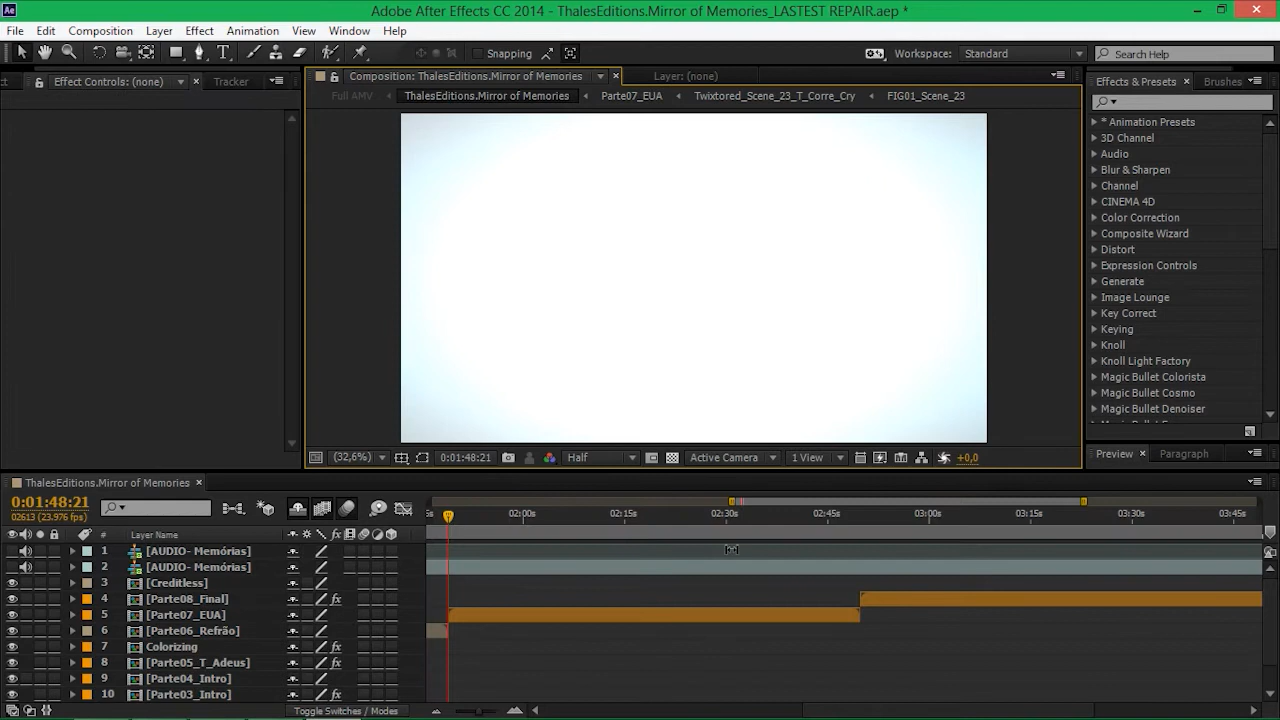 Ae Adobe After Effects CC 2014 - ThalesEditions.Mirror of Memories_LASTEST REPAIR.aep *
File Edit Composition Layer Effect Animation View Window Help
Snapping Workspace: Standard Search Help
Effect Controls: (none) Tracker Composition: ThalesEditions.Mirror of Memories Layer: (none) Effects & Presets Brushes
Full AMV ThalesEditions.Mirror of Memories Parte07_EUA Twixtored_Scene_23_T_Corre_Cry FIG01_Scene_23
* Animation Presets
3D Channel
Audio
Blur & Sharpen
Channel
CINEMA 4D
Color Correction
Composite Wizard
Distort
Expression Controls
Generate
Image Lounge
Key Correct
Keying
Knoll
Knoll Light Factory
Magic Bullet Colorista
Magic Bullet Cosmo
Magic Bullet Denoiser
(32,6%) 0:01:48:21 Half Active Camera 1 View +0,0
Preview Paragraph
ThalesEditions.Mirror of Memories
0:01:48:21
02613 (23.976 fps)
02:00s 02:15s 02:30s 02:45s 03:00s 03:15s 03:30s 03:45s
# Layer Name fx
1 [AUDIO- Memórias]
2 [AUDIO- Memórias]
3 [Creditless]
4 [Parte08_Final] fx
5 [Parte07_EUA]
6 [Parte06_Refrão]
7 Colorizing fx
8 [Parte05_T_Adeus] fx
9 [Parte04_Intro]
10 [Parte03_Intro] fx
Toggle Switches / Modes